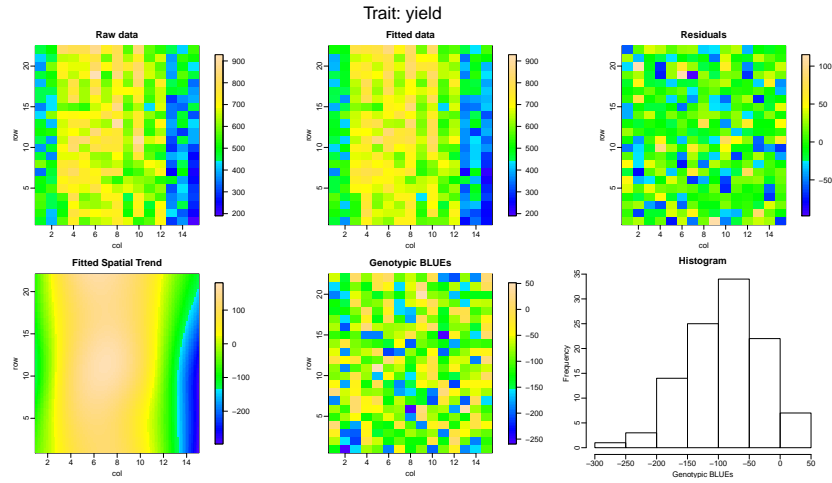 Trait: yield
Raw data
Fitted data
Residuals
20
15
10
5
row
2 4 6 8 10 12 14
col
900
800
700
600
500
400
300
200
20
15
10
5
row
2 4 6 8 10 12 14
col
900
800
700
600
500
400
300
200
20
15
10
5
row
2 4 6 8 10 12 14
col
100
50
0
−50
Fitted Spatial Trend
Genotypic BLUEs
Histogram
20
15
10
5
row
2 4 6 8 10 12 14
col
100
0
−100
−200
20
15
10
5
row
2 4 6 8 10 12 14
col
50
0
−50
−100
−150
−200
−250
35
30
25
20
15
10
5
0
Frequency
−300 −250 −200 −150 −100 −50 0 50
Genotypic BLUEs